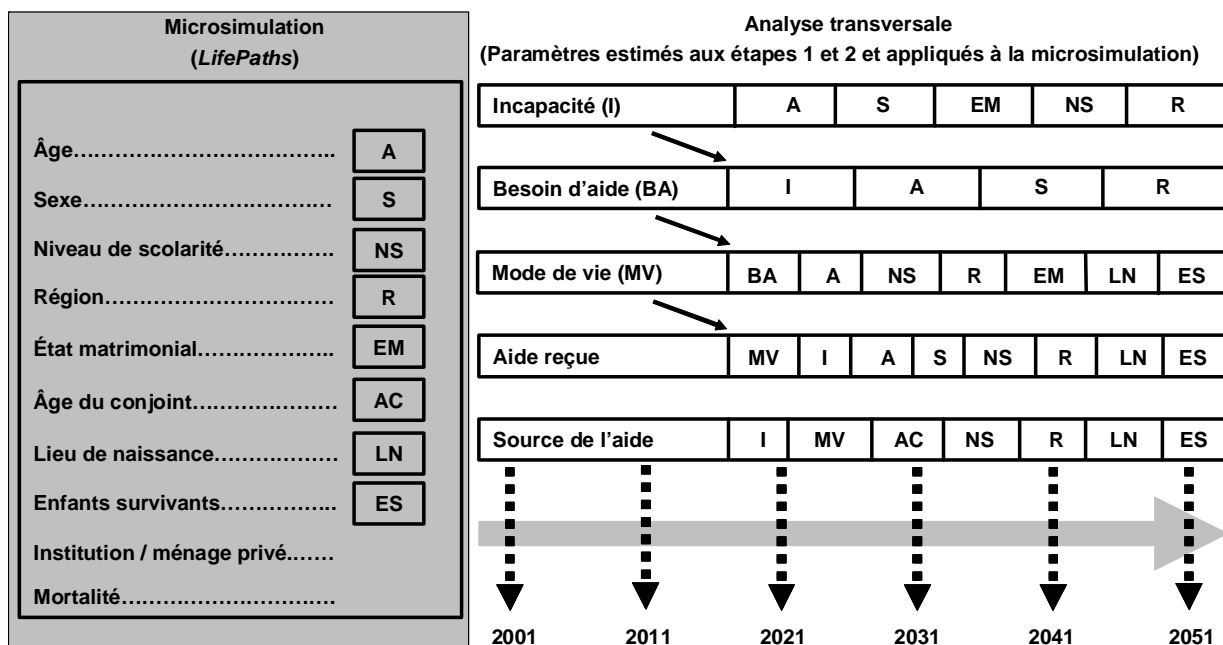 Microsimulation
(LifePaths)
Âge………………………………….. A
Sexe………………………………… S
Niveau de scolarité……………….. NS
Région……………………………… R
État matrimonial………………….. EM
Âge du conjoint…………………… AC
Lieu de naissance………………… LN
Enfants survivants……………….. ES
Institution / ménage privé.……
Mortalité……………………………
Analyse transversale
(Paramètres estimés aux étapes 1 et 2 et appliqués à la microsimulation)
Incapacité (I) A S EM NS R
Besoin d'aide (BA) I A S R
Mode de vie (MV) BA A NS R EM LN ES
Aide reçue MV I A S NS R LN ES
Source de l'aide I MV AC NS R LN ES
2001 2011 2021 2031 2041 2051